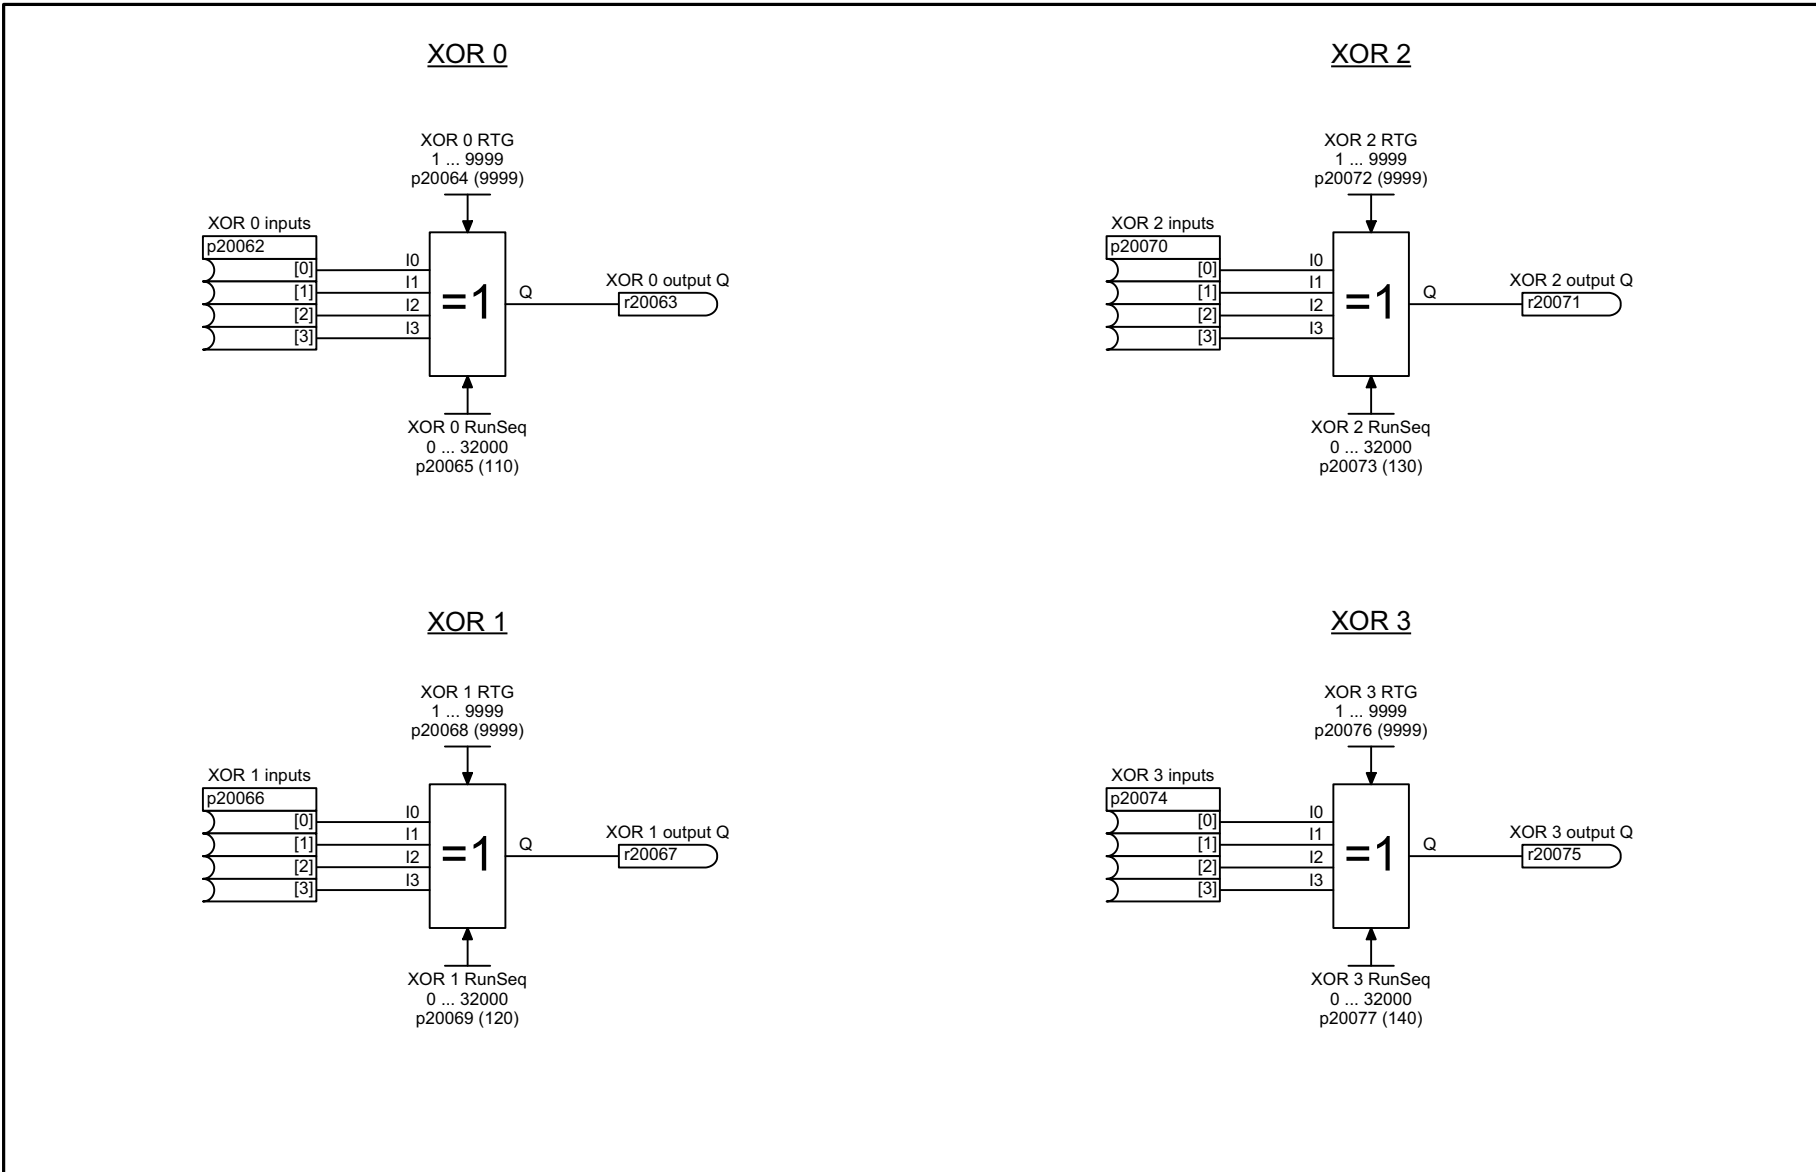 XOR 0
XOR 0 RTG
1 ... 9999
p20064 (9999)
XOR 0 inputs
p20062
[0]
[1]
[2]
[3]
I0
I1
I2
I3
=1
Q
XOR 0 output Q
r20063
XOR 0 RunSeq
0 ... 32000
p20065 (110)
XOR 2
XOR 2 RTG
1 ... 9999
p20072 (9999)
XOR 2 inputs
p20070
[0]
[1]
[2]
[3]
I0
I1
I2
I3
=1
Q
XOR 2 output Q
r20071
XOR 2 RunSeq
0 ... 32000
p20073 (130)
XOR 1
XOR 1 RTG
1 ... 9999
p20068 (9999)
XOR 1 inputs
p20066
[0]
[1]
[2]
[3]
I0
I1
I2
I3
=1
Q
XOR 1 output Q
r20067
XOR 1 RunSeq
0 ... 32000
p20069 (120)
XOR 3
XOR 3 RTG
1 ... 9999
p20076 (9999)
XOR 3 inputs
p20074
[0]
[1]
[2]
[3]
I0
I1
I2
I3
=1
Q
XOR 3 output Q
r20075
XOR 3 RunSeq
0 ... 32000
p20077 (140)